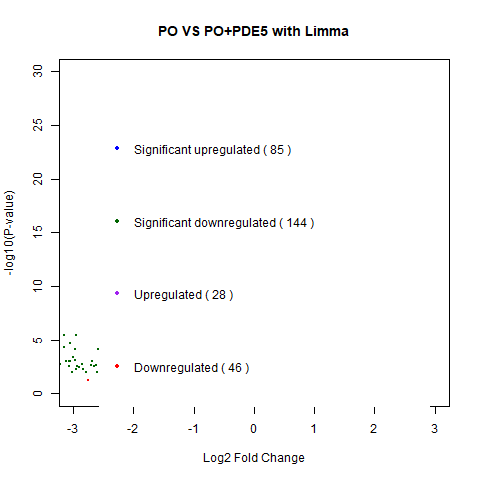 PO VS PO+PDE5 with Limma
30
25
20
15
10
5
0
-log10(P-value)
Significant upregulated ( 85 )
Significant downregulated ( 144 )
Upregulated ( 28 )
Downregulated ( 46 )
-3 -2 -1 0 1 2 3
Log2 Fold Change